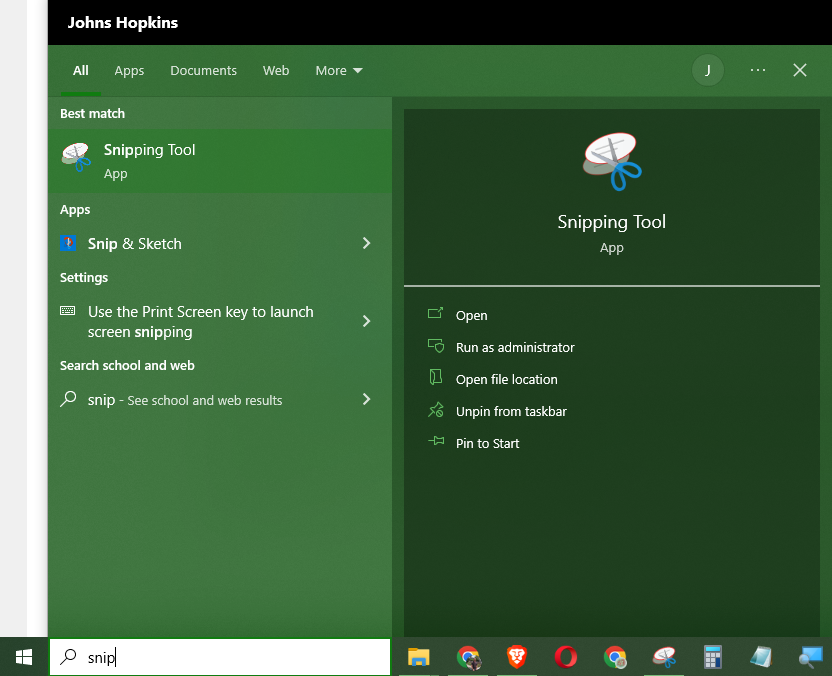 Johns Hopkins
All Apps Documents Web More J ...
Best match
Snipping Tool
App
Apps
Snip & Sketch
Settings
Use the Print Screen key to launch
screen snipping
Search school and web
snip - See school and web results
Snipping Tool
App
Open
Run as administrator
Open file location
Unpin from taskbar
Pin to Start
snip